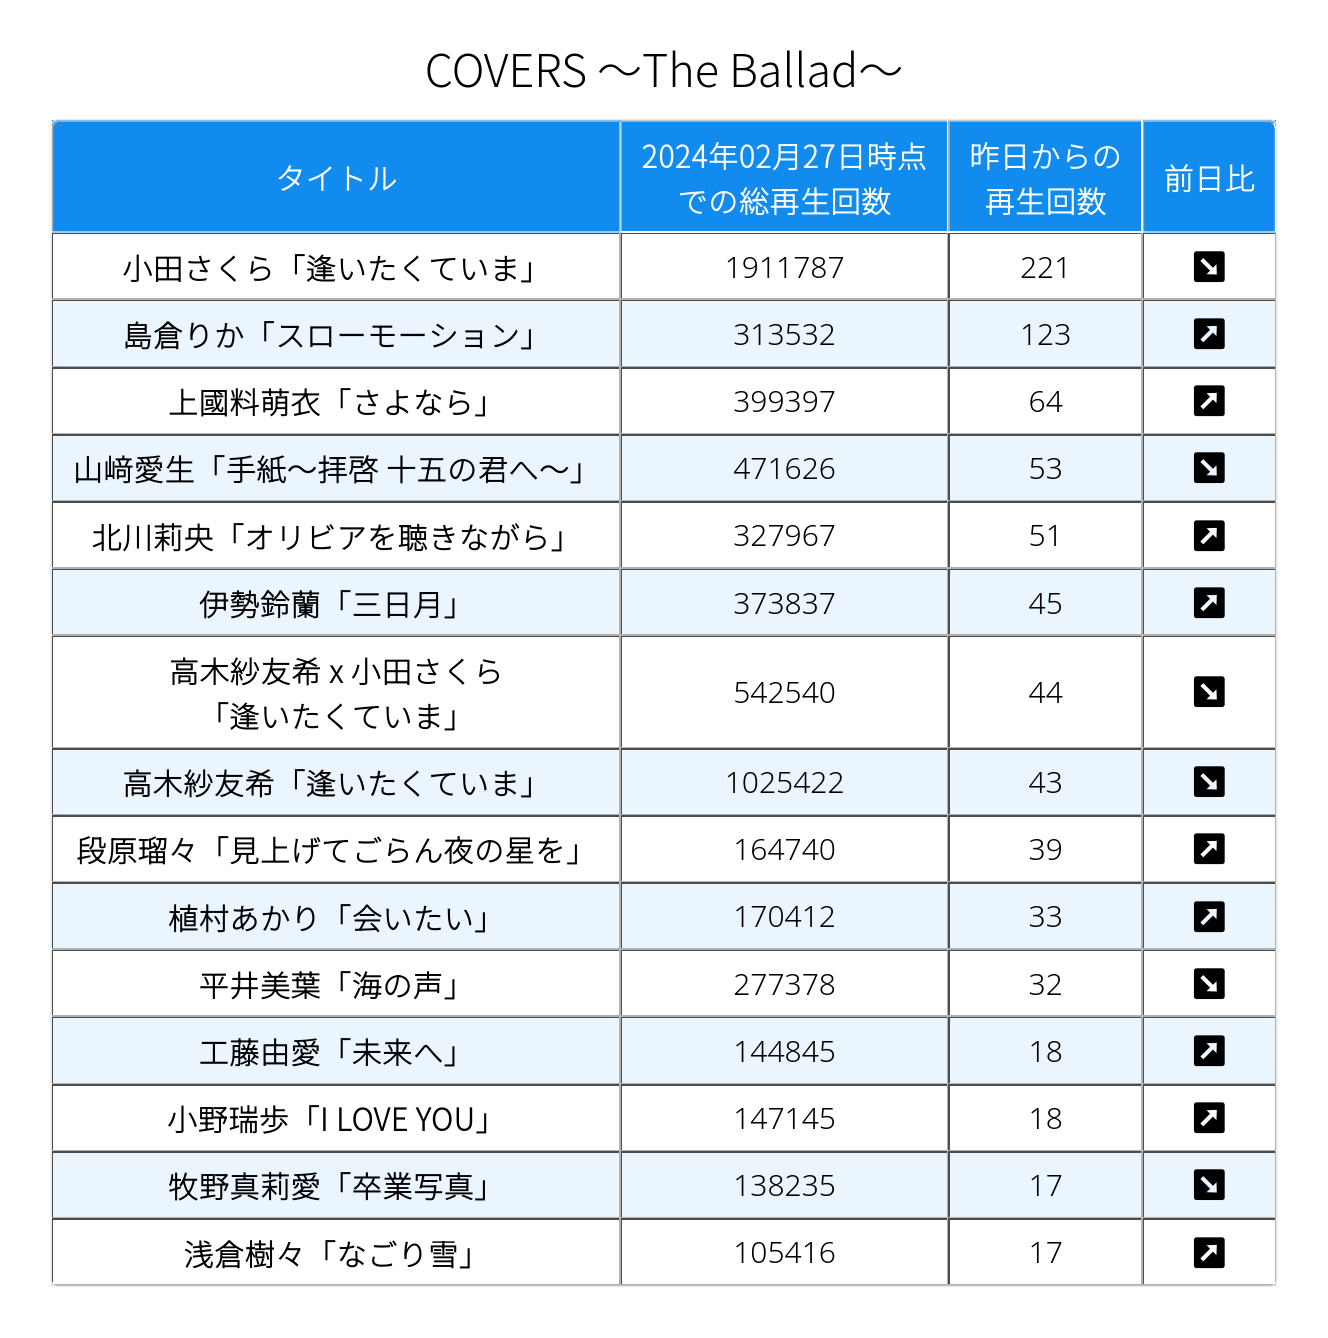 COVERS ～The Ballad～
タイトル
2024年02月27日時点
での総再生回数
昨日からの
再生回数
前日比
小田さくら「逢いたくていま」 1911787 221 ↘
島倉りか「スローモーション」 313532 123 ↗
上國料萌衣「さよなら」 399397 64 ↗
山﨑愛生「手紙～拝啓 十五の君へ～」 471626 53 ↘
北川莉央「オリビアを聴きながら」 327967 51 ↗
伊勢鈴蘭「三日月」 373837 45 ↗
高木紗友希 x 小田さくら
「逢いたくていま」 542540 44 ↘
高木紗友希「逢いたくていま」 1025422 43 ↘
段原瑠々「見上げてごらん夜の星を」 164740 39 ↗
植村あかり「会いたい」 170412 33 ↗
平井美葉「海の声」 277378 32 ↘
工藤由愛「未来へ」 144845 18 ↗
小野瑞歩「I LOVE YOU」 147145 18 ↗
牧野真莉愛「卒業写真」 138235 17 ↘
浅倉樹々「なごり雪」 105416 17 ↗